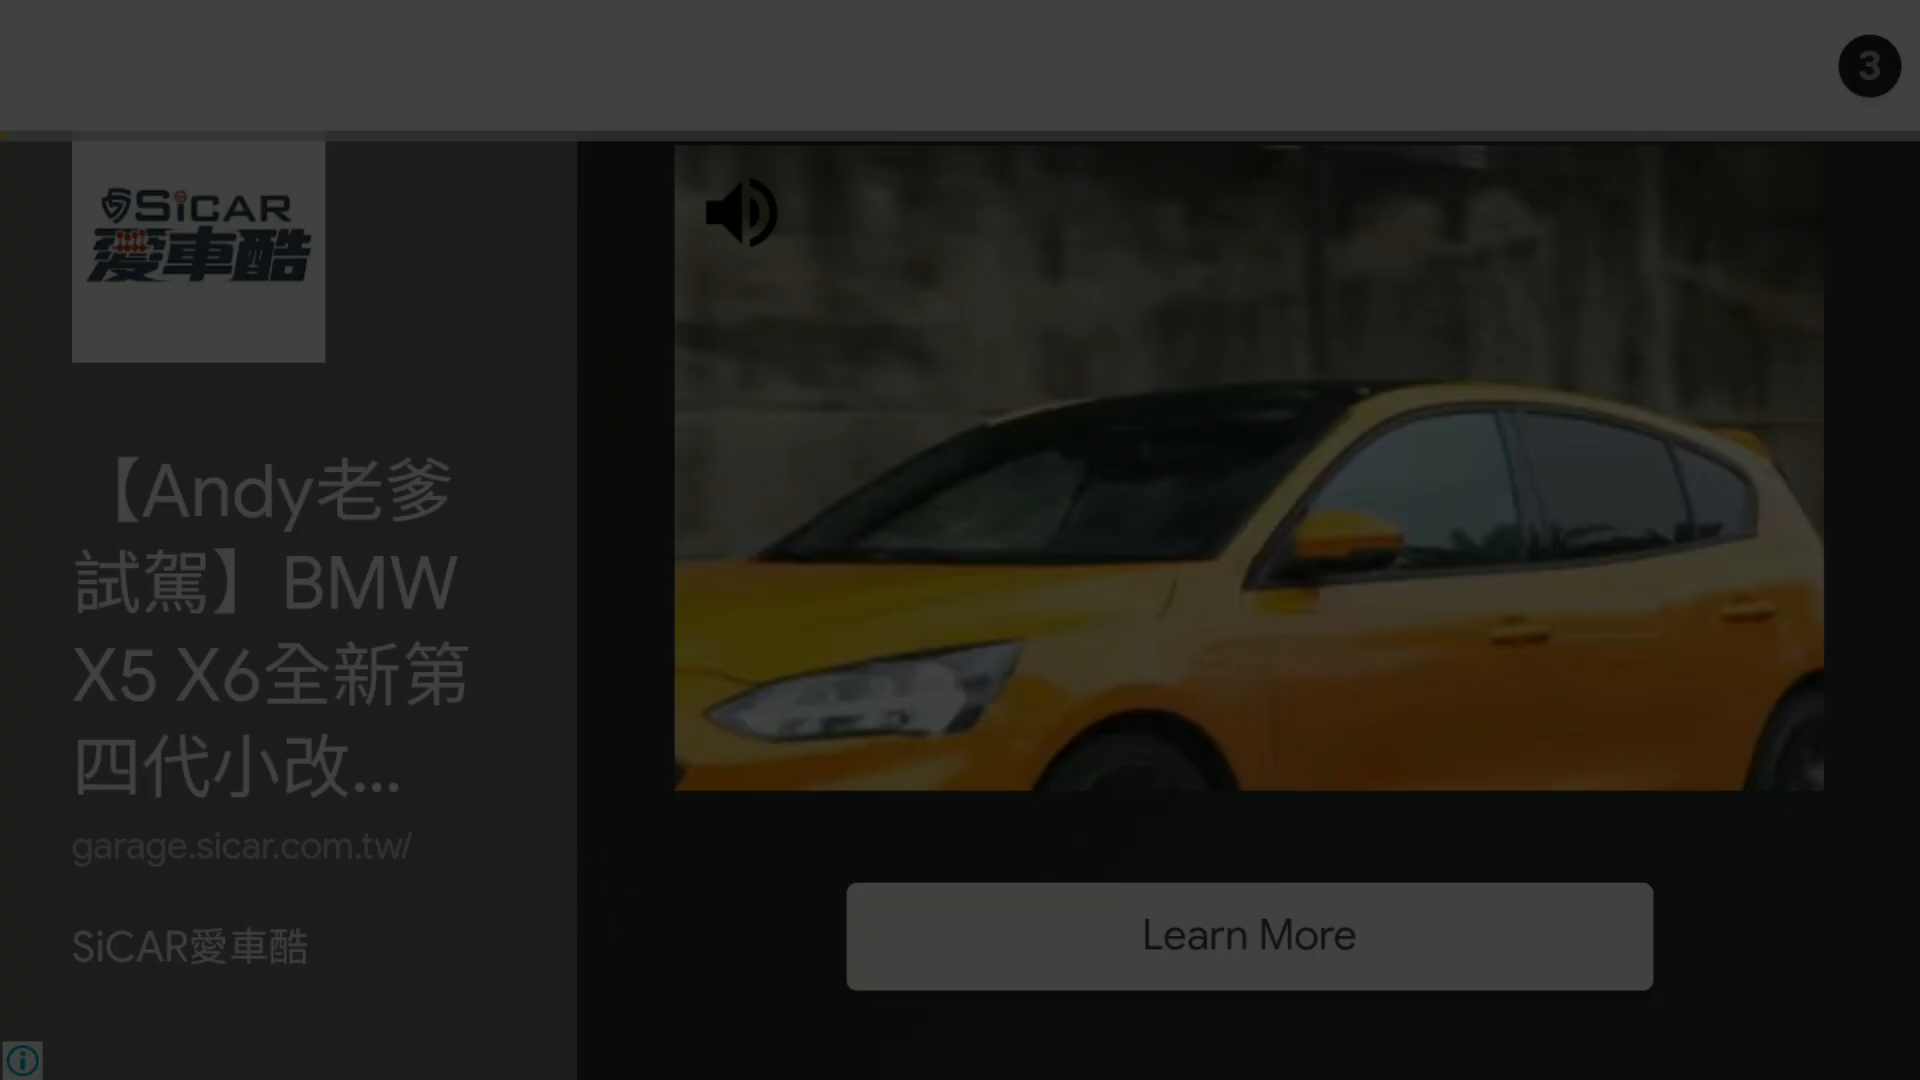 3
SiCAR
愛車酷
【Andy老爹
試駕】BMW
X5 X6全新第
四代小改...
garage.sicar.com.tw/
SiCAR愛車酷
Learn More